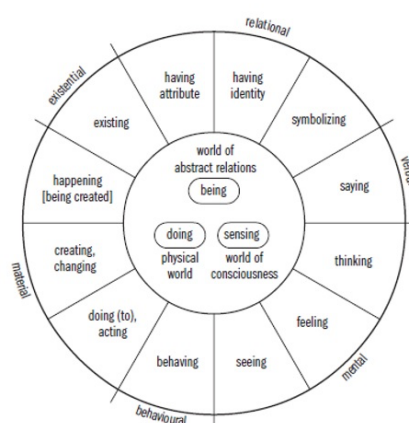 relational
existential
having
attribute
having
identity
existing
symbolizing
world of
abstract relations
being
happening
[being created]
saying
doing
sensing
physical
world
world of
consciousness
creating,
changing
thinking
material
doing (to),
acting
feeling
behaving
seeing
mental
behavioural